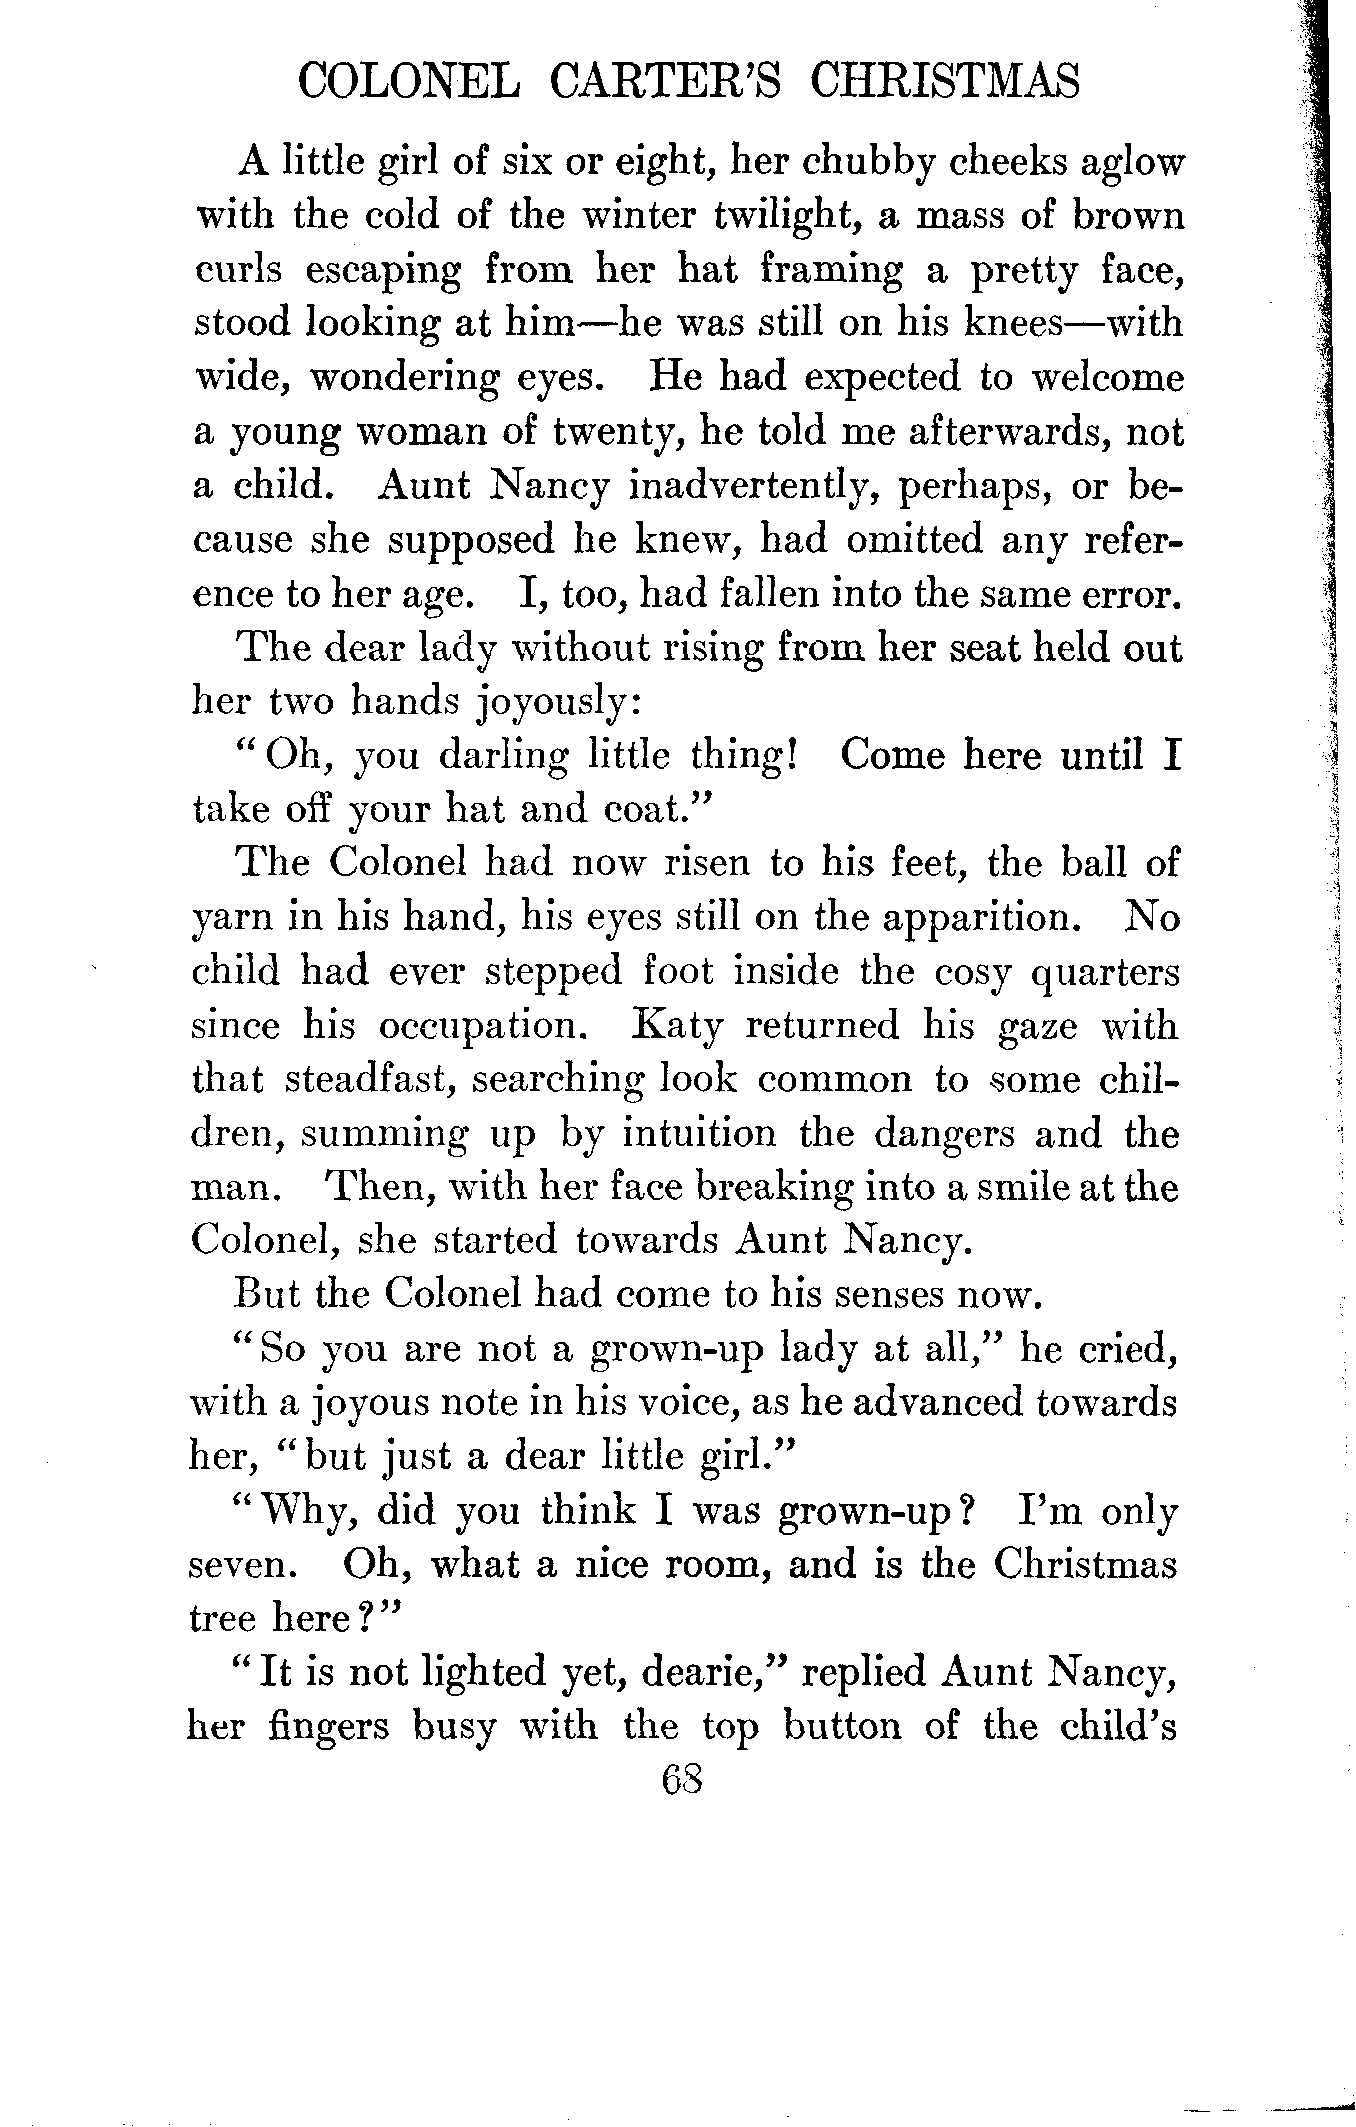 COLONEL CARTER'S CHRISTMAS
A little girl of six or eight, her chubby cheeks aglow
with the cold of the winter twilight, a mass of brown
curls escaping from her hat framing a pretty face,
stood looking at him—he was still on his knees—with
wide, wondering eyes. He had expected to welcome
a young woman of twenty, he told me afterwards, not
a child. Aunt Nancy inadvertently, perhaps, or be-
cause she supposed he knew, had omitted any refer-
ence to her age. I, too, had fallen into the same error.
The dear lady without rising from her seat held out
her two hands joyously:
"Oh, you darling little thing! Come here until I
take off your hat and coat."
The Colonel had now risen to his feet, the ball of
yarn in his hand, his eyes still on the apparition. No
child had ever stepped foot inside the cosy quarters
since his occupation. Katy returned his gaze with
that steadfast, searching look common to some chil-
dren, summing up by intuition the dangers and the
man. Then, with her face breaking into a smile at the
Colonel, she started towards Aunt Nancy.
But the Colonel had come to his senses now.
"So you are not a grown-up lady at all," he cried,
with a joyous note in his voice, as he advanced towards
her, "but just a dear little girl."
"Why, did you think I was grown-up? I'm only
seven. Oh, what a nice room, and is the Christmas
tree here?"
"It is not lighted yet, dearie," replied Aunt Nancy,
her fingers busy with the top button of the child's
68